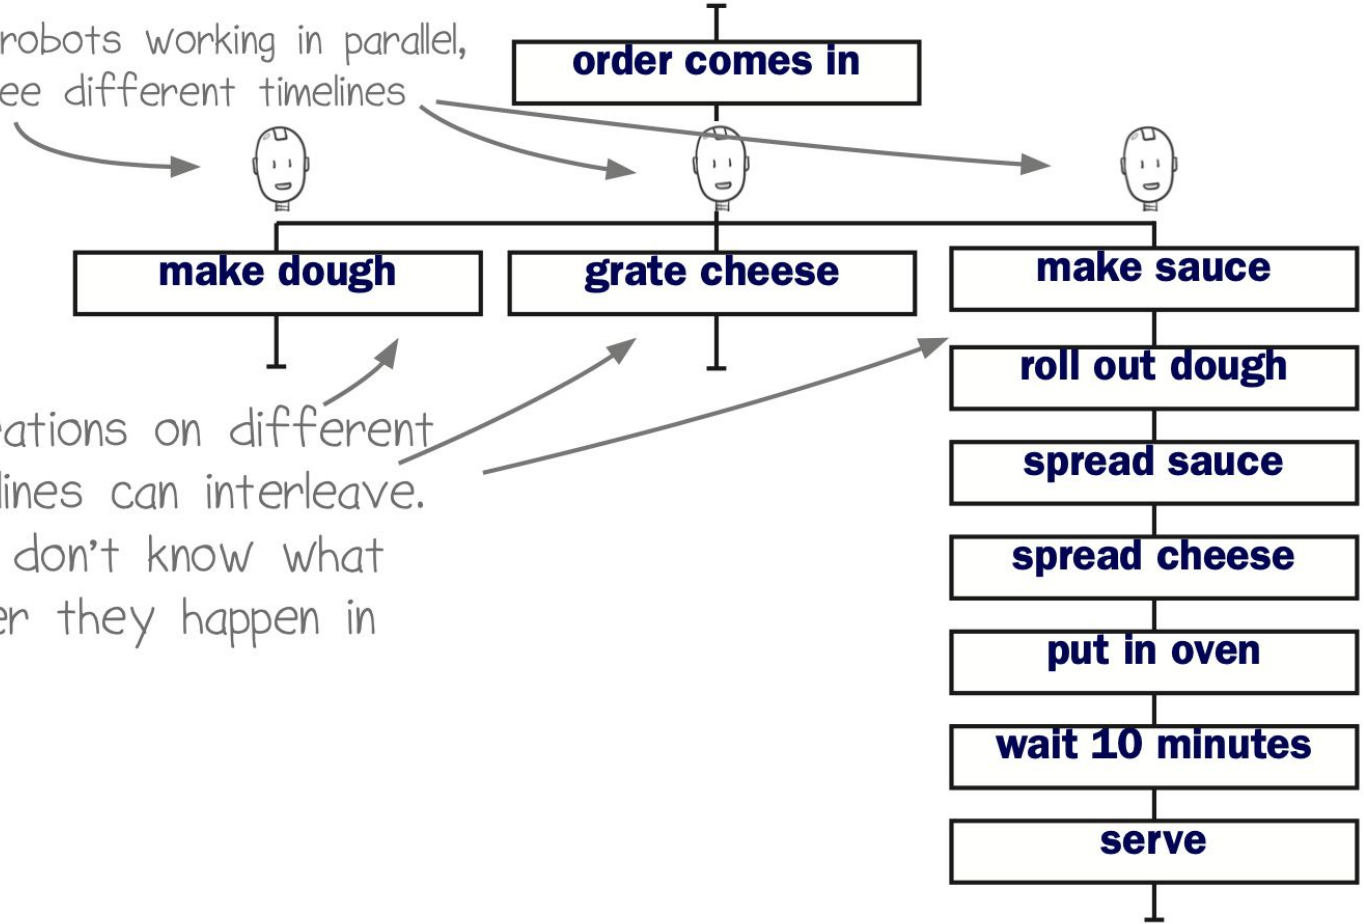 robots working in parallel,
ee different timelines
order comes in
make dough
grate cheese
make sauce
roll out dough
spread sauce
spread cheese
put in oven
wait 10 minutes
serve
rations on different
lines can interleave.
don't know what
er they happen in